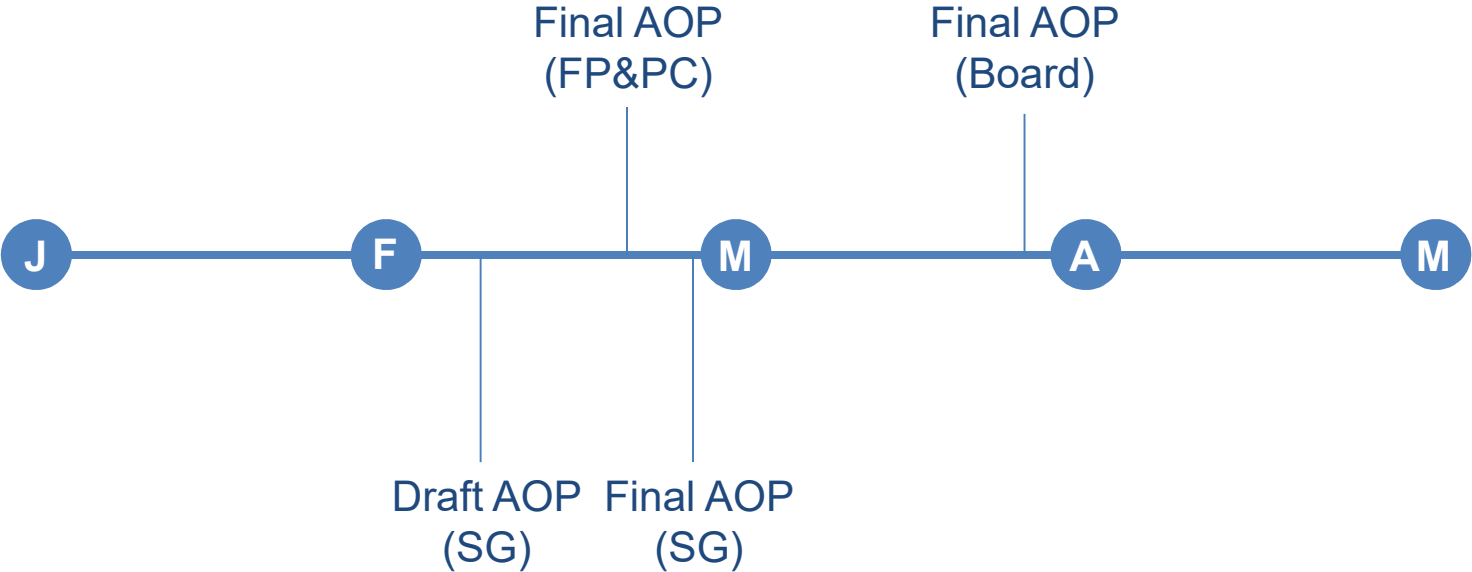 Final AOP
(FP&PC)
Final AOP
(Board)
J
F
M
A
M
Draft AOP
(SG)
Final AOP
(SG)